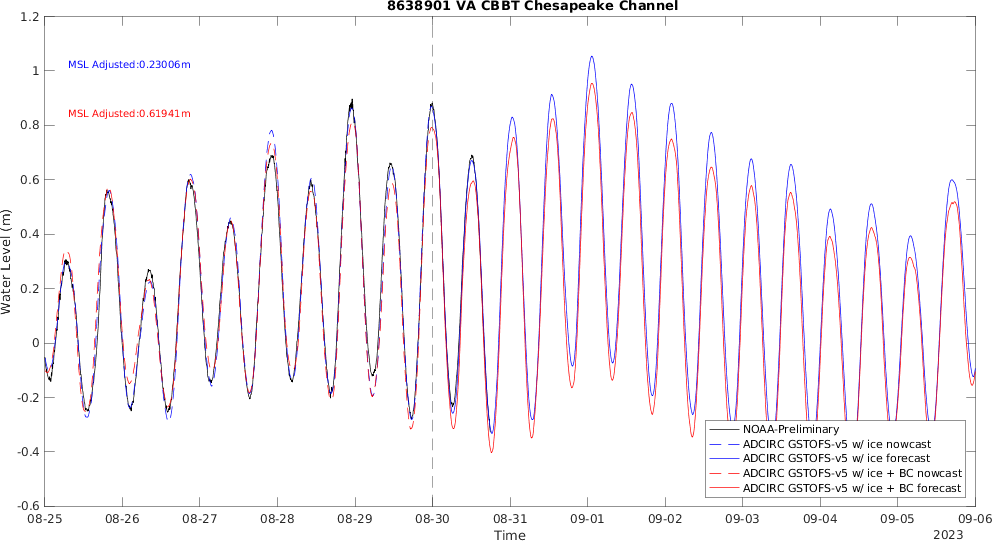 8638901 VA CBBT Chesapeake Channel
MSL Adjusted:0.23006m
MSL Adjusted:0.61941m
Water Level (m)
1.2
1
0.8
0.6
0.4
0.2
0
-0.2
-0.4
-0.6
NOAA-Preliminary
ADCIRC GSTOFS-v5 w/ ice nowcast
ADCIRC GSTOFS-v5 w/ ice forecast
ADCIRC GSTOFS-v5 w/ ice + BC nowcast
ADCIRC GSTOFS-v5 w/ ice + BC forecast
08-25 08-26 08-27 08-28 08-29 08-30 08-31 09-01 09-02 09-03 09-04 09-05 09-06
Time
2023